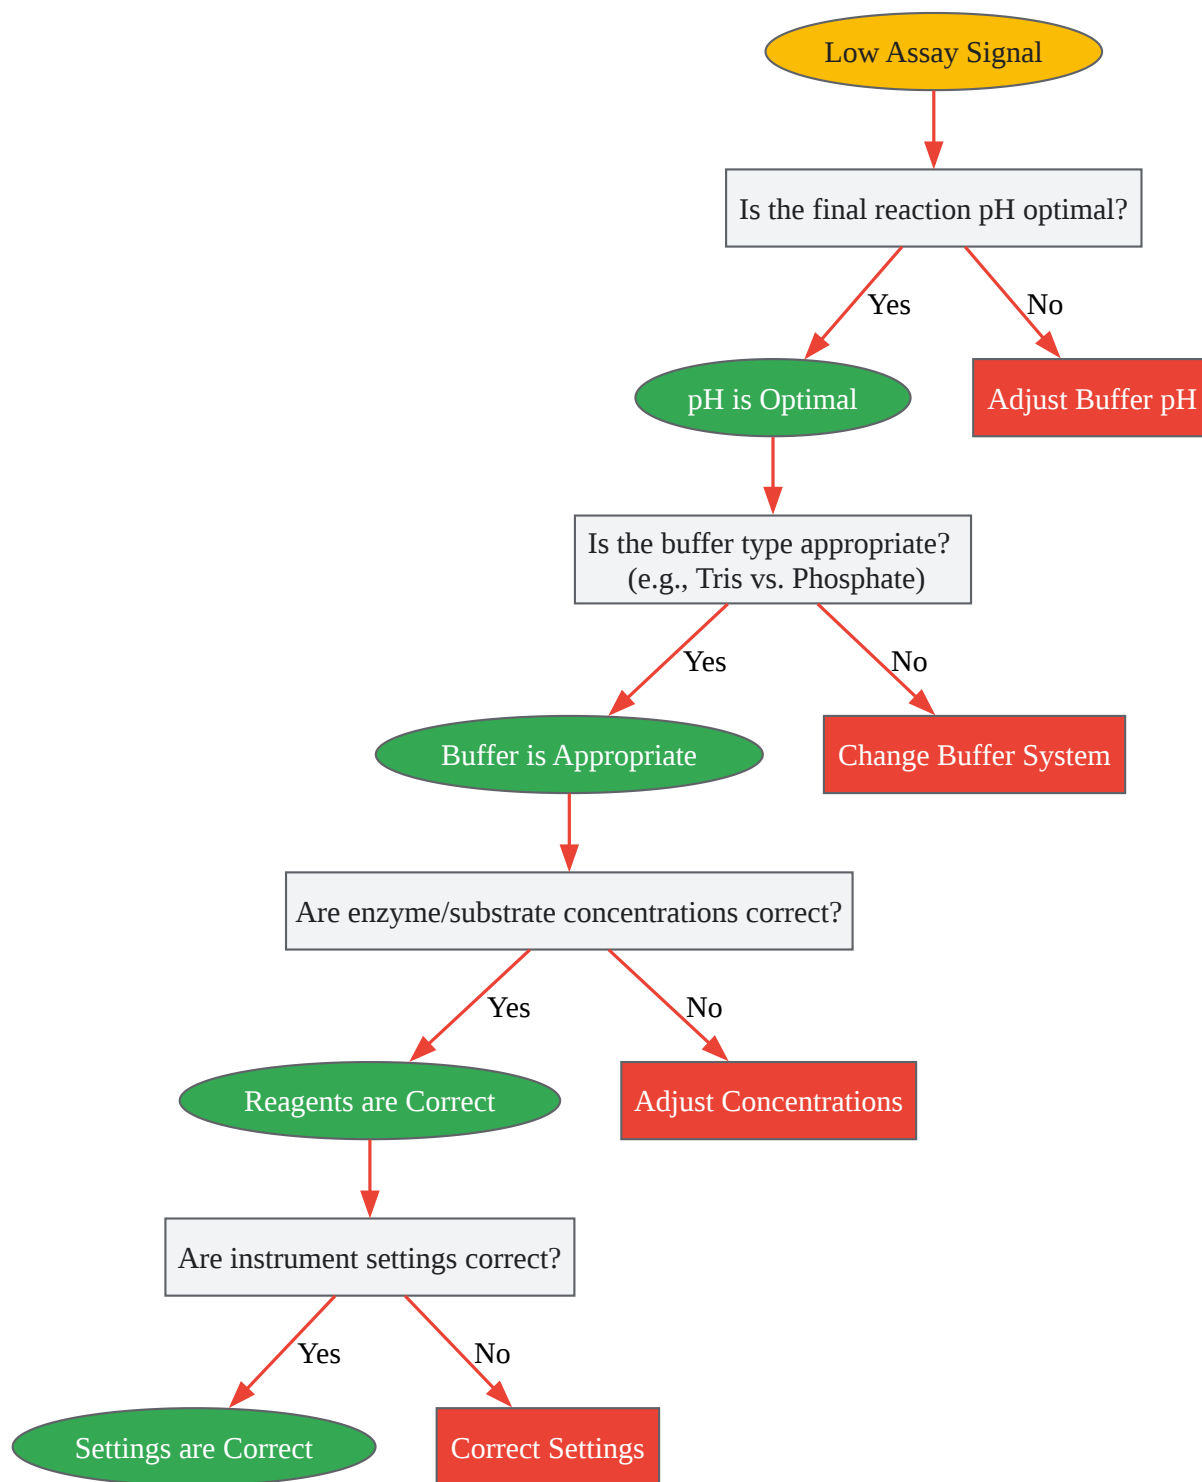 Low Assay Signal
Is the final reaction pH optimal?
Yes
No
pH is Optimal
Adjust Buffer pH
Is the buffer type appropriate?
(e.g., Tris vs. Phosphate)
Yes
No
Buffer is Appropriate
Change Buffer System
Are enzyme/substrate concentrations correct?
Yes
No
Reagents are Correct
Adjust Concentrations
Are instrument settings correct?
Yes
No
Settings are Correct
Correct Settings